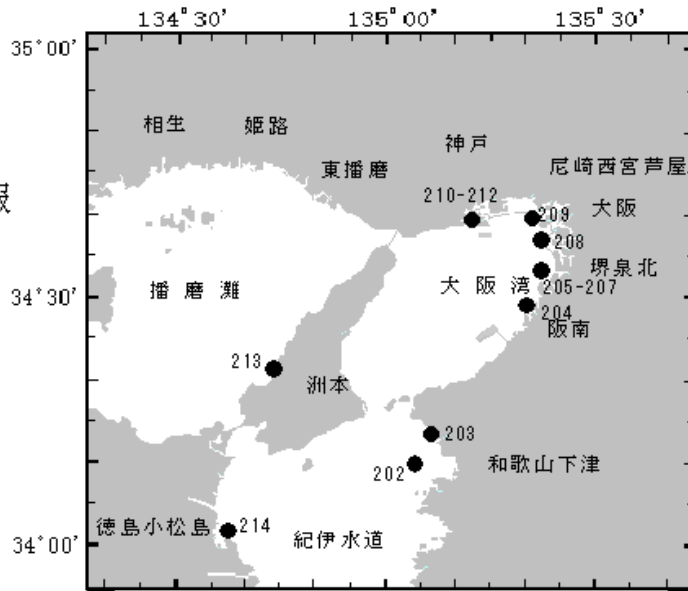 134°30' 135°00' 135°30'
35°00'
相生 姫路
神戸
東播磨
尼崎西宮芦屋
210-212
209
大阪
208
堺泉北
播磨灘
大阪湾
34°30'
205-207
204
阪南
213
洲本
203
和歌山下津
202
徳島小松島
214
紀伊水道
34°00'